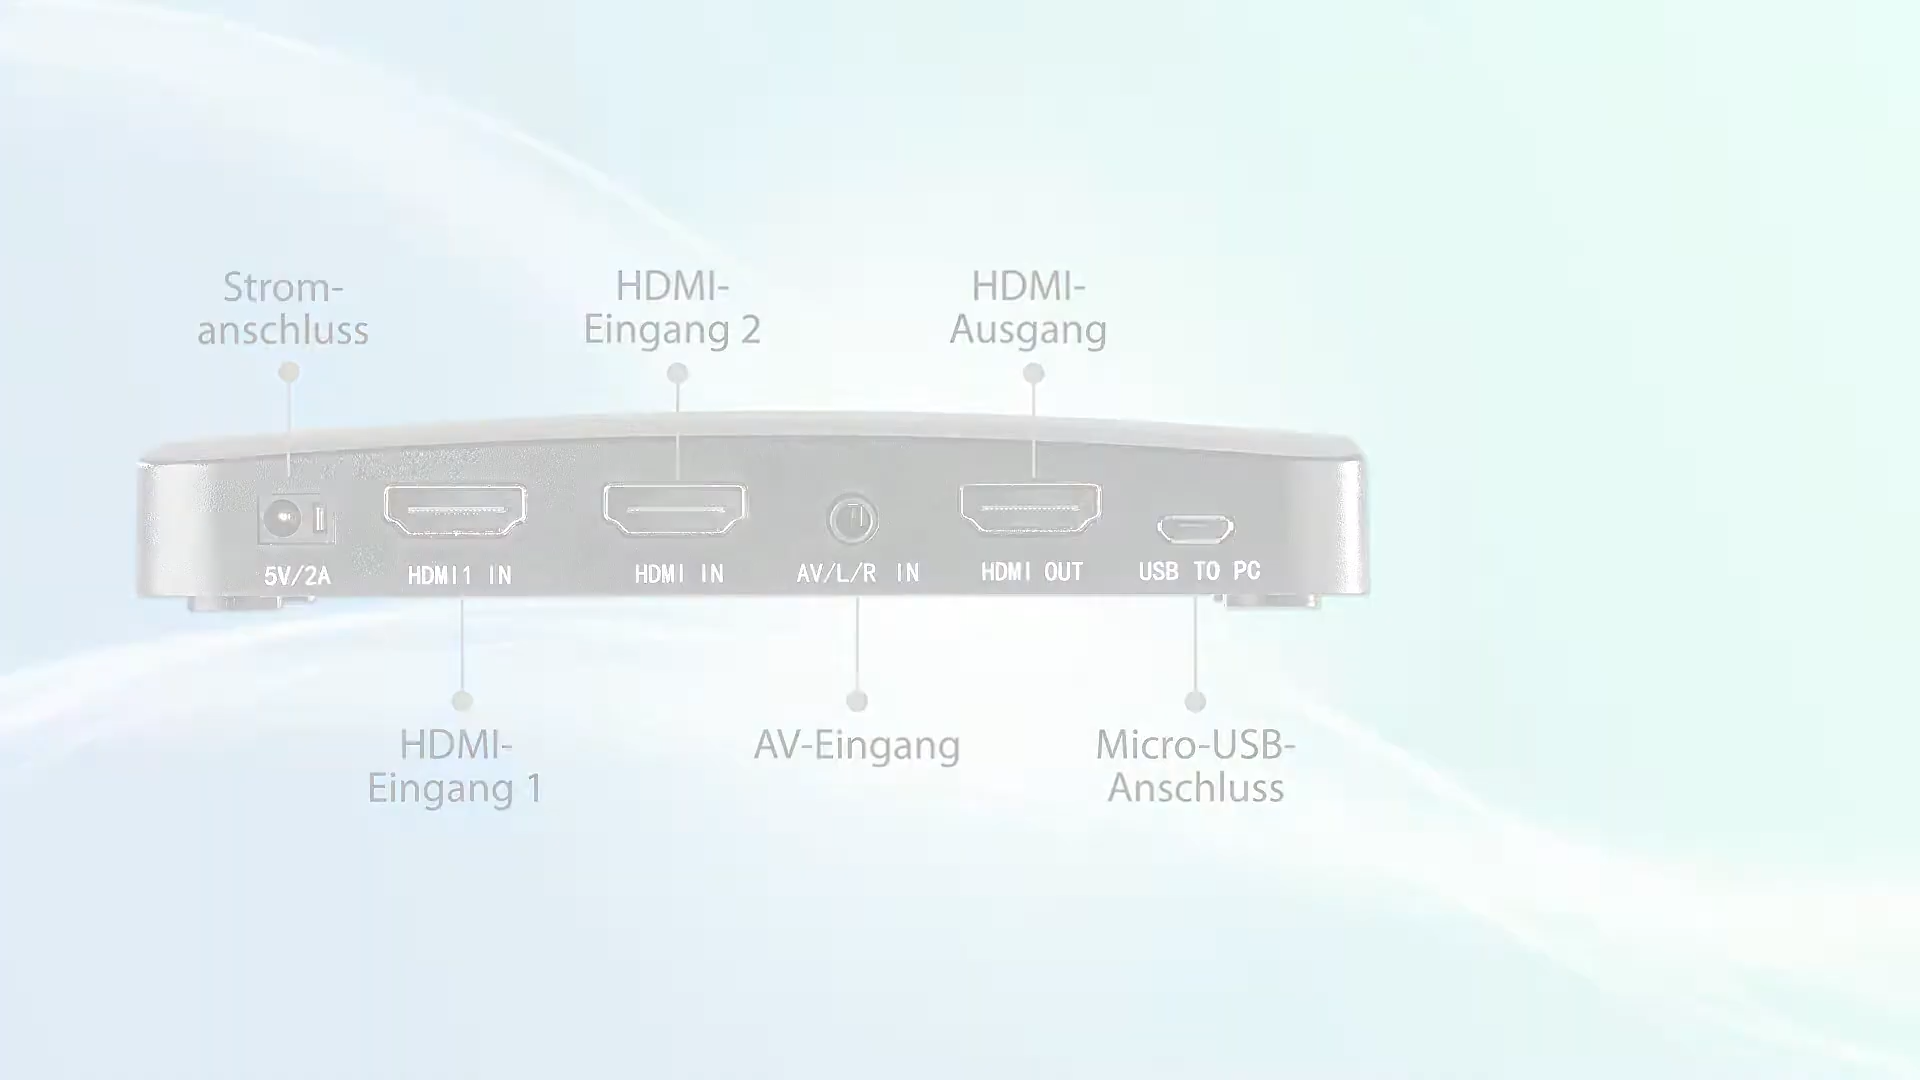 Strom-
anschluss
HDMI-
Eingang 2
HDMI-
Ausgang
5V/2A
HDMI1 IN
HDMI IN
AV/L/R IN
HDMI OUT
USB TO PC
HDMI-
Eingang 1
AV-Eingang
Micro-USB-
Anschluss